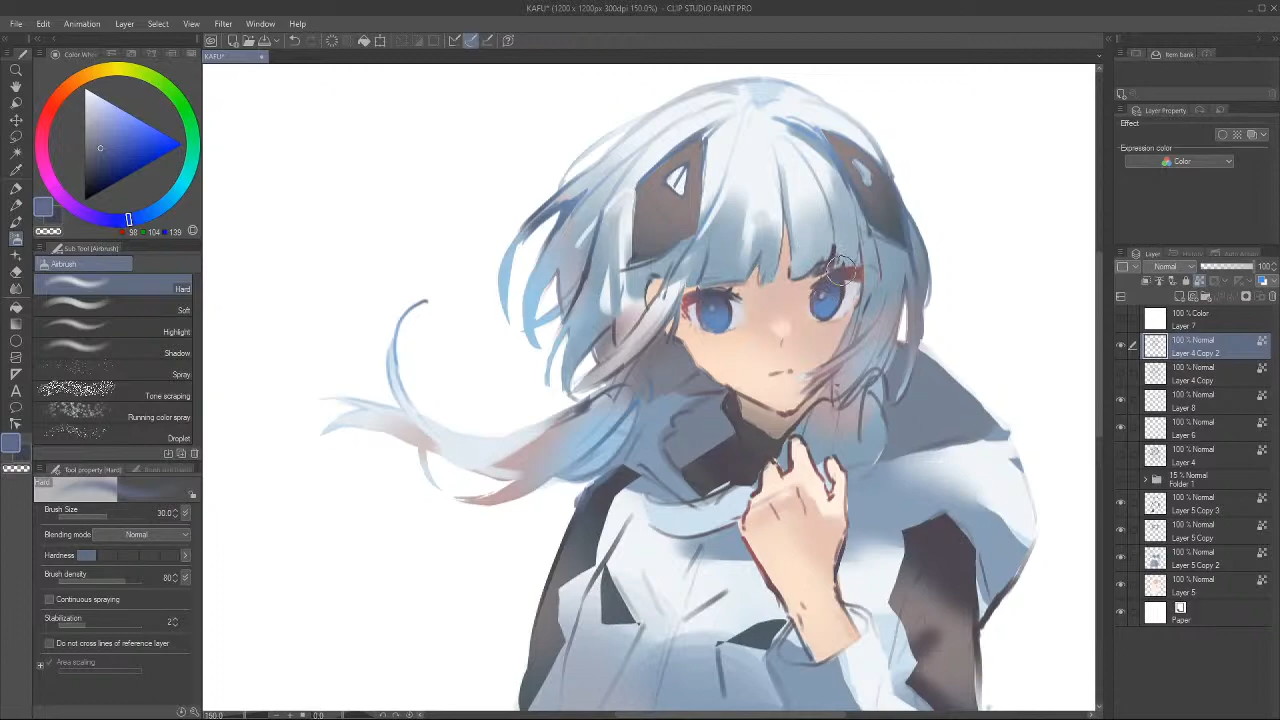 KAFU* (1200 x 1200px 300dpi 150.0%) - CLIP STUDIO PAINT PRO
File Edit Animation Layer Select View Filter Window Help
KAFU*
98 104 139
Sub Tool [Airbrush]
Airbrush
Hard
Soft
Highlight
Shadow
Spray
Tone scraping
Running color spray
Droplet
Tool property [Hard]
Hard
Brush Size 30.0
Blending mode Normal
Hardness
Brush density 80
Continuous spraying
Stabilization 2
Do not cross lines of reference layer
Area scaling
150.0 0.0
Item bank
Layer Property
Effect
Expression color
Color
Layer
Normal 100
100 % Color
Layer 7
100 % Normal
Layer 4 Copy 2
100 % Normal
Layer 4 Copy
100 % Normal
Layer 8
100 % Normal
Layer 6
100 % Normal
Layer 4
15 % Normal
Folder 1
100 % Normal
Layer 5 Copy 3
100 % Normal
Layer 5 Copy
100 % Normal
Layer 5 Copy 2
100 % Normal
Layer 5
Paper